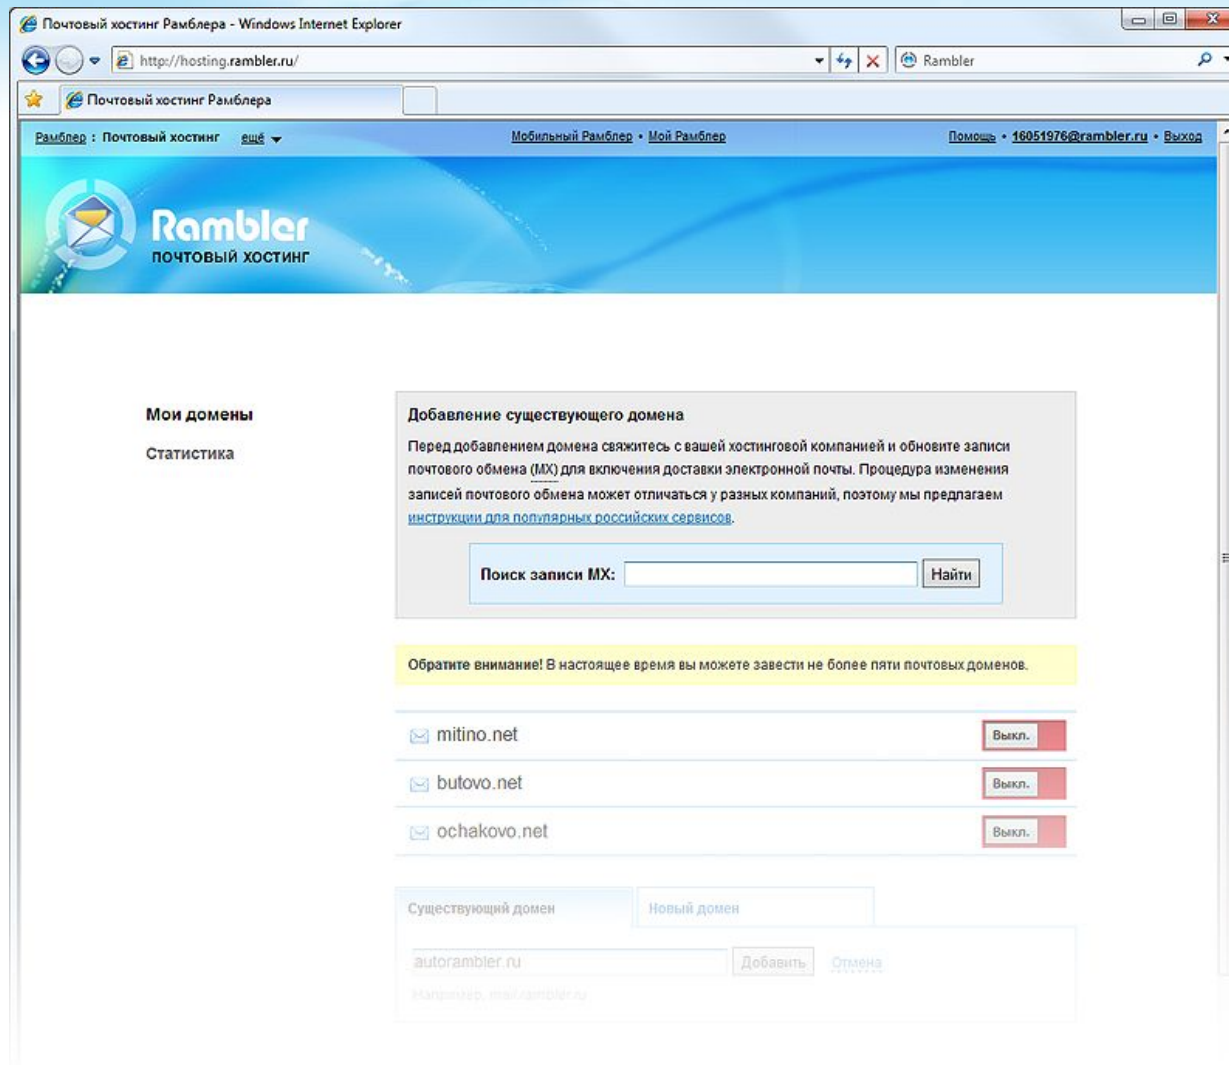 Почтовый хостинг Рамблера - Windows Internet Explorer
http://hosting.rambler.ru/
Rambler
Почтовый хостинг Рамблера
Рамблер : Почтовый хостинг ещё
Мобильный Рамблер • Мой Рамблер
Помощь • 16051976@rambler.ru • Выход
Rambler
ПОЧТОВЫЙ ХОСТИНГ
Мои домены
Статистика
Добавление существующего домена
Перед добавлением домена свяжитесь с вашей хостинговой компанией и обновите записи
почтового обмена (MX) для включения доставки электронной почты. Процедура изменения
записей почтового обмена может отличаться у разных компаний, поэтому мы предлагаем
инструкции для популярных российских сервисов.
Поиск записи MX:
Найти
Обратите внимание! В настоящее время вы можете завести не более пяти почтовых доменов.
mitino.net
Выкл.
butovo.net
Выкл.
ochakovo.net
Выкл.
Существующий домен
Новый домен
autorambler.ru
Добавить
Отмена
Например, mail.rambler.ru